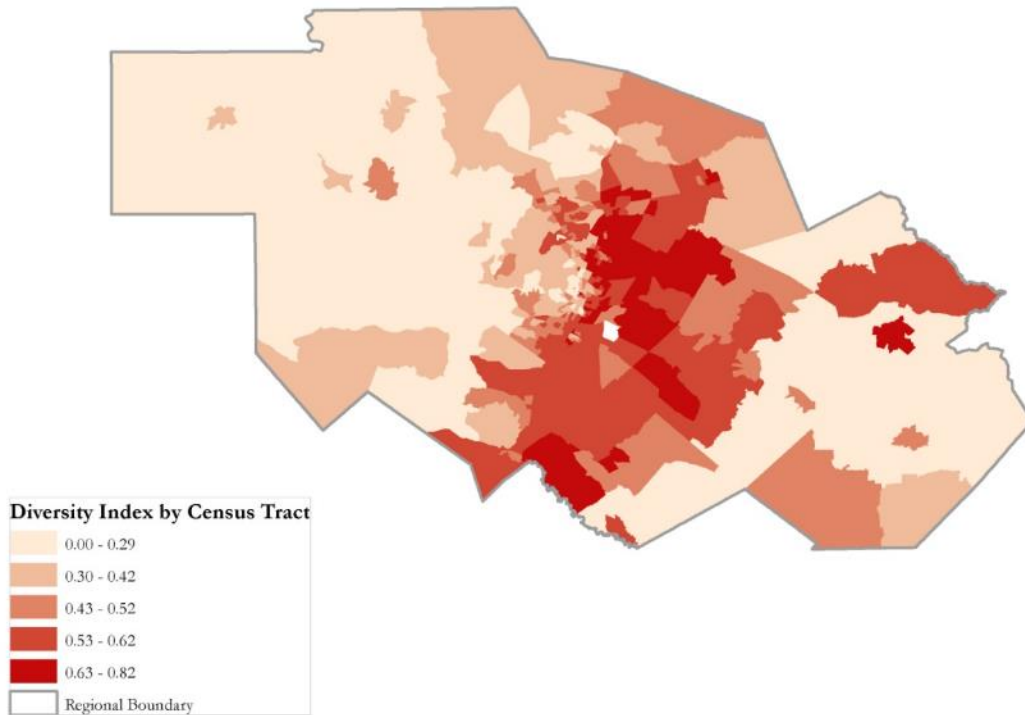 Diversity Index by Census Tract
0.00 - 0.29
0.30 - 0.42
0.43 - 0.52
0.53 - 0.62
0.63 - 0.82
Regional Boundary